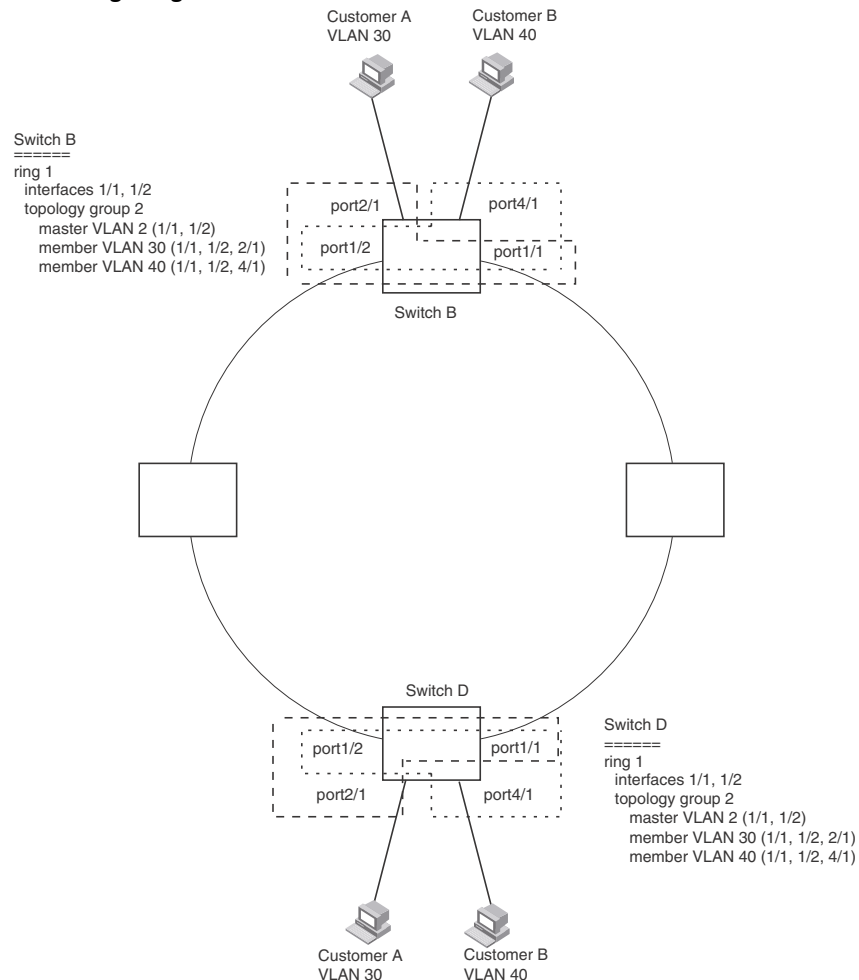 Customer A
VLAN 30
Customer B
VLAN 40
Switch B
======
ring 1
interfaces 1/1, 1/2
topology group 2
master VLAN 2 (1/1, 1/2)
member VLAN 30 (1/1, 1/2, 2/1)
member VLAN 40 (1/1, 1/2, 4/1)
port2/1
port4/1
port1/2
port1/1
Switch B
Switch D
port1/2
port1/1
port2/1
port4/1
Switch D
======
ring 1
interfaces 1/1, 1/2
topology group 2
master VLAN 2 (1/1, 1/2)
member VLAN 30 (1/1, 1/2, 2/1)
member VLAN 40 (1/1, 1/2, 4/1)
Customer A
VLAN 30
Customer B
VLAN 40